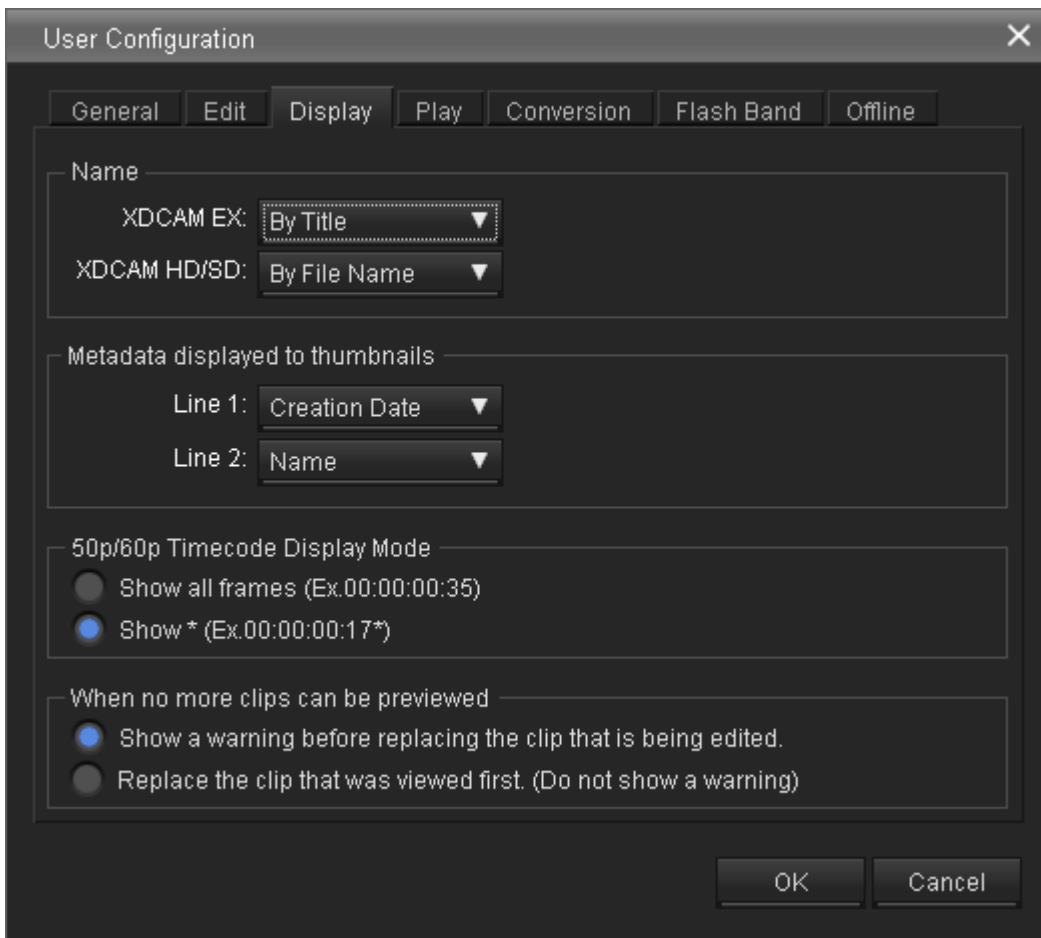 User Configuration
General Edit Display Play Conversion Flash Band Offline
Name
XDCAM EX: By Title
XDCAM HD/SD: By File Name
Metadata displayed to thumbnails
Line 1: Creation Date
Line 2: Name
50p/60p Timecode Display Mode
Show all frames (Ex.00:00:00:35)
Show * (Ex.00:00:00:17*)
When no more clips can be previewed
Show a warning before replacing the clip that is being edited.
Replace the clip that was viewed first. (Do not show a warning)
OK Cancel